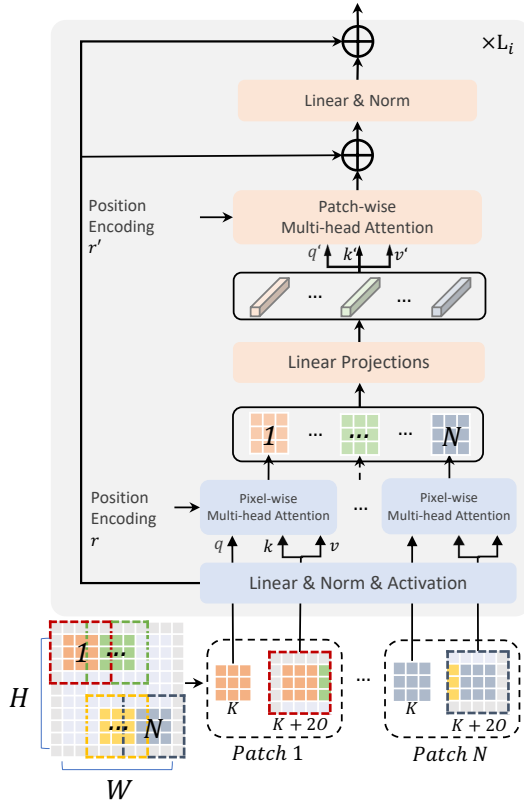 ×L_i
Linear & Norm
Patch-wise
Multi-head Attention
Position
Encoding
r'
q' k' v'
... ...
Linear Projections
1 ... ... ... N
Pixel-wise
Multi-head Attention
...
Pixel-wise
Multi-head Attention
Position
Encoding
r
q k v
Linear & Norm & Activation
1 ...
... N
H
W
K
K + 2O
Patch 1
...
K
K + 2O
Patch N